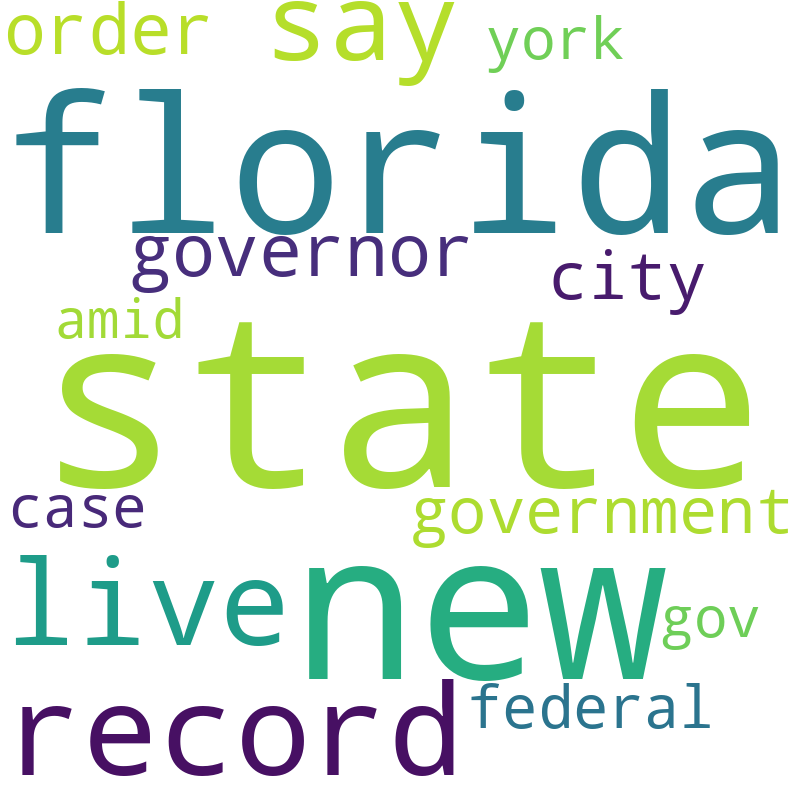 order say york
florida
governor city
amid
state
case government
live new gov
record federal